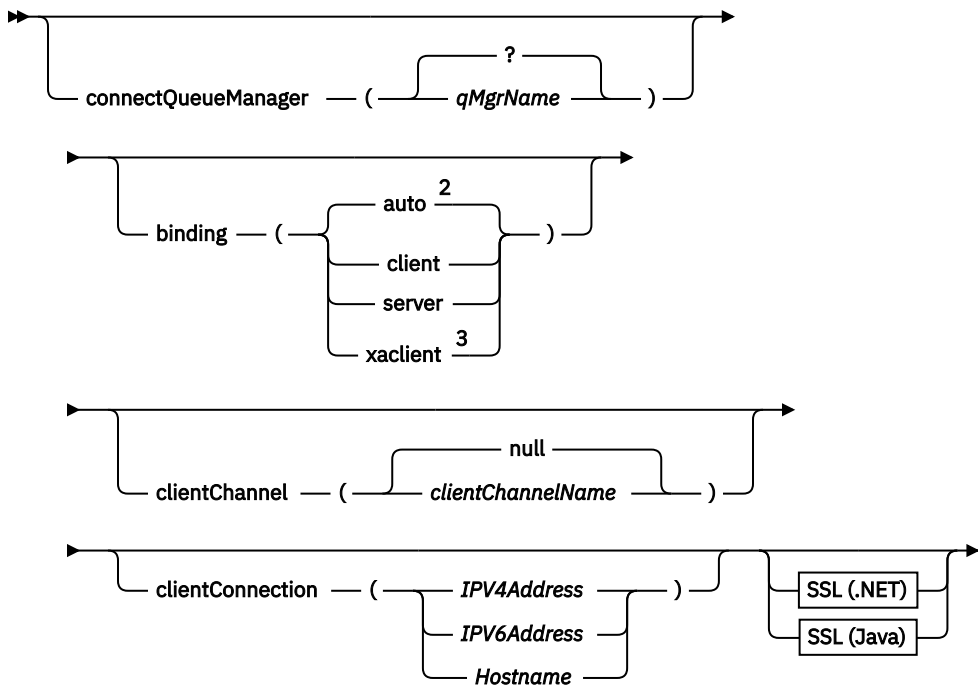 ?
connectQueueManager ( qMgrName )
auto 2
binding ( )
client
server
xaclient 3
null
clientChannel ( clientChannelName )
clientConnection ( IPV4Address ) SSL (.NET)
IPV6Address SSL (Java)
Hostname